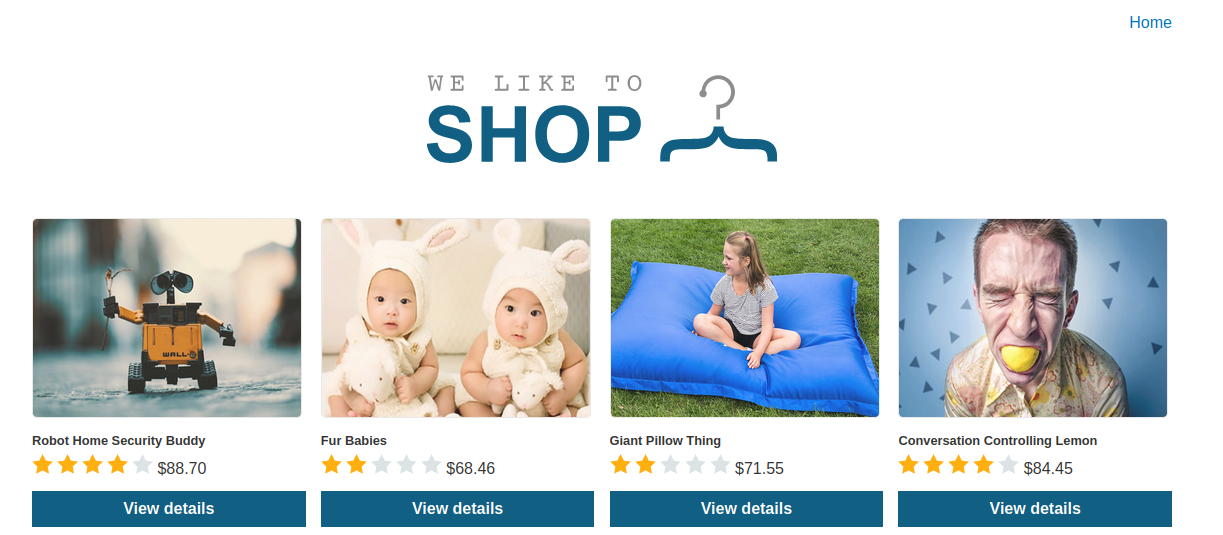 Home
WE LIKE TO
SHOP
WALL-E
Robot Home Security Buddy
$88.70
View details
Fur Babies
$68.46
View details
Giant Pillow Thing
$71.55
View details
Conversation Controlling Lemon
$84.45
View details